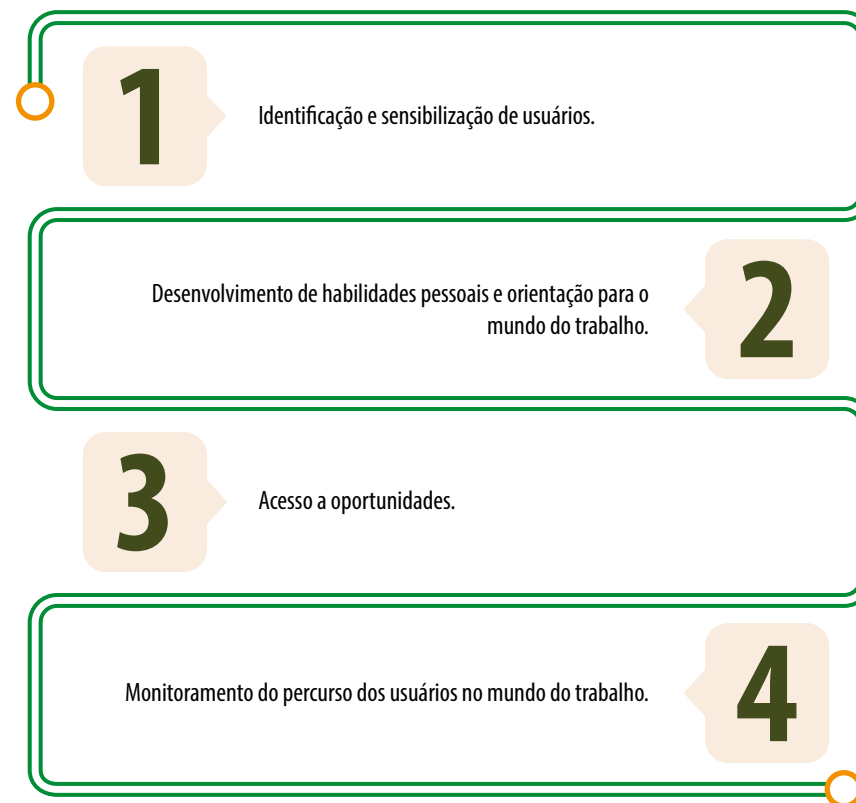 1
Identificação e sensibilização de usuários.
Desenvolvimento de habilidades pessoais e orientação para o
mundo do trabalho.
2
3
Acesso a oportunidades.
Monitoramento do percurso dos usuários no mundo do trabalho.
4